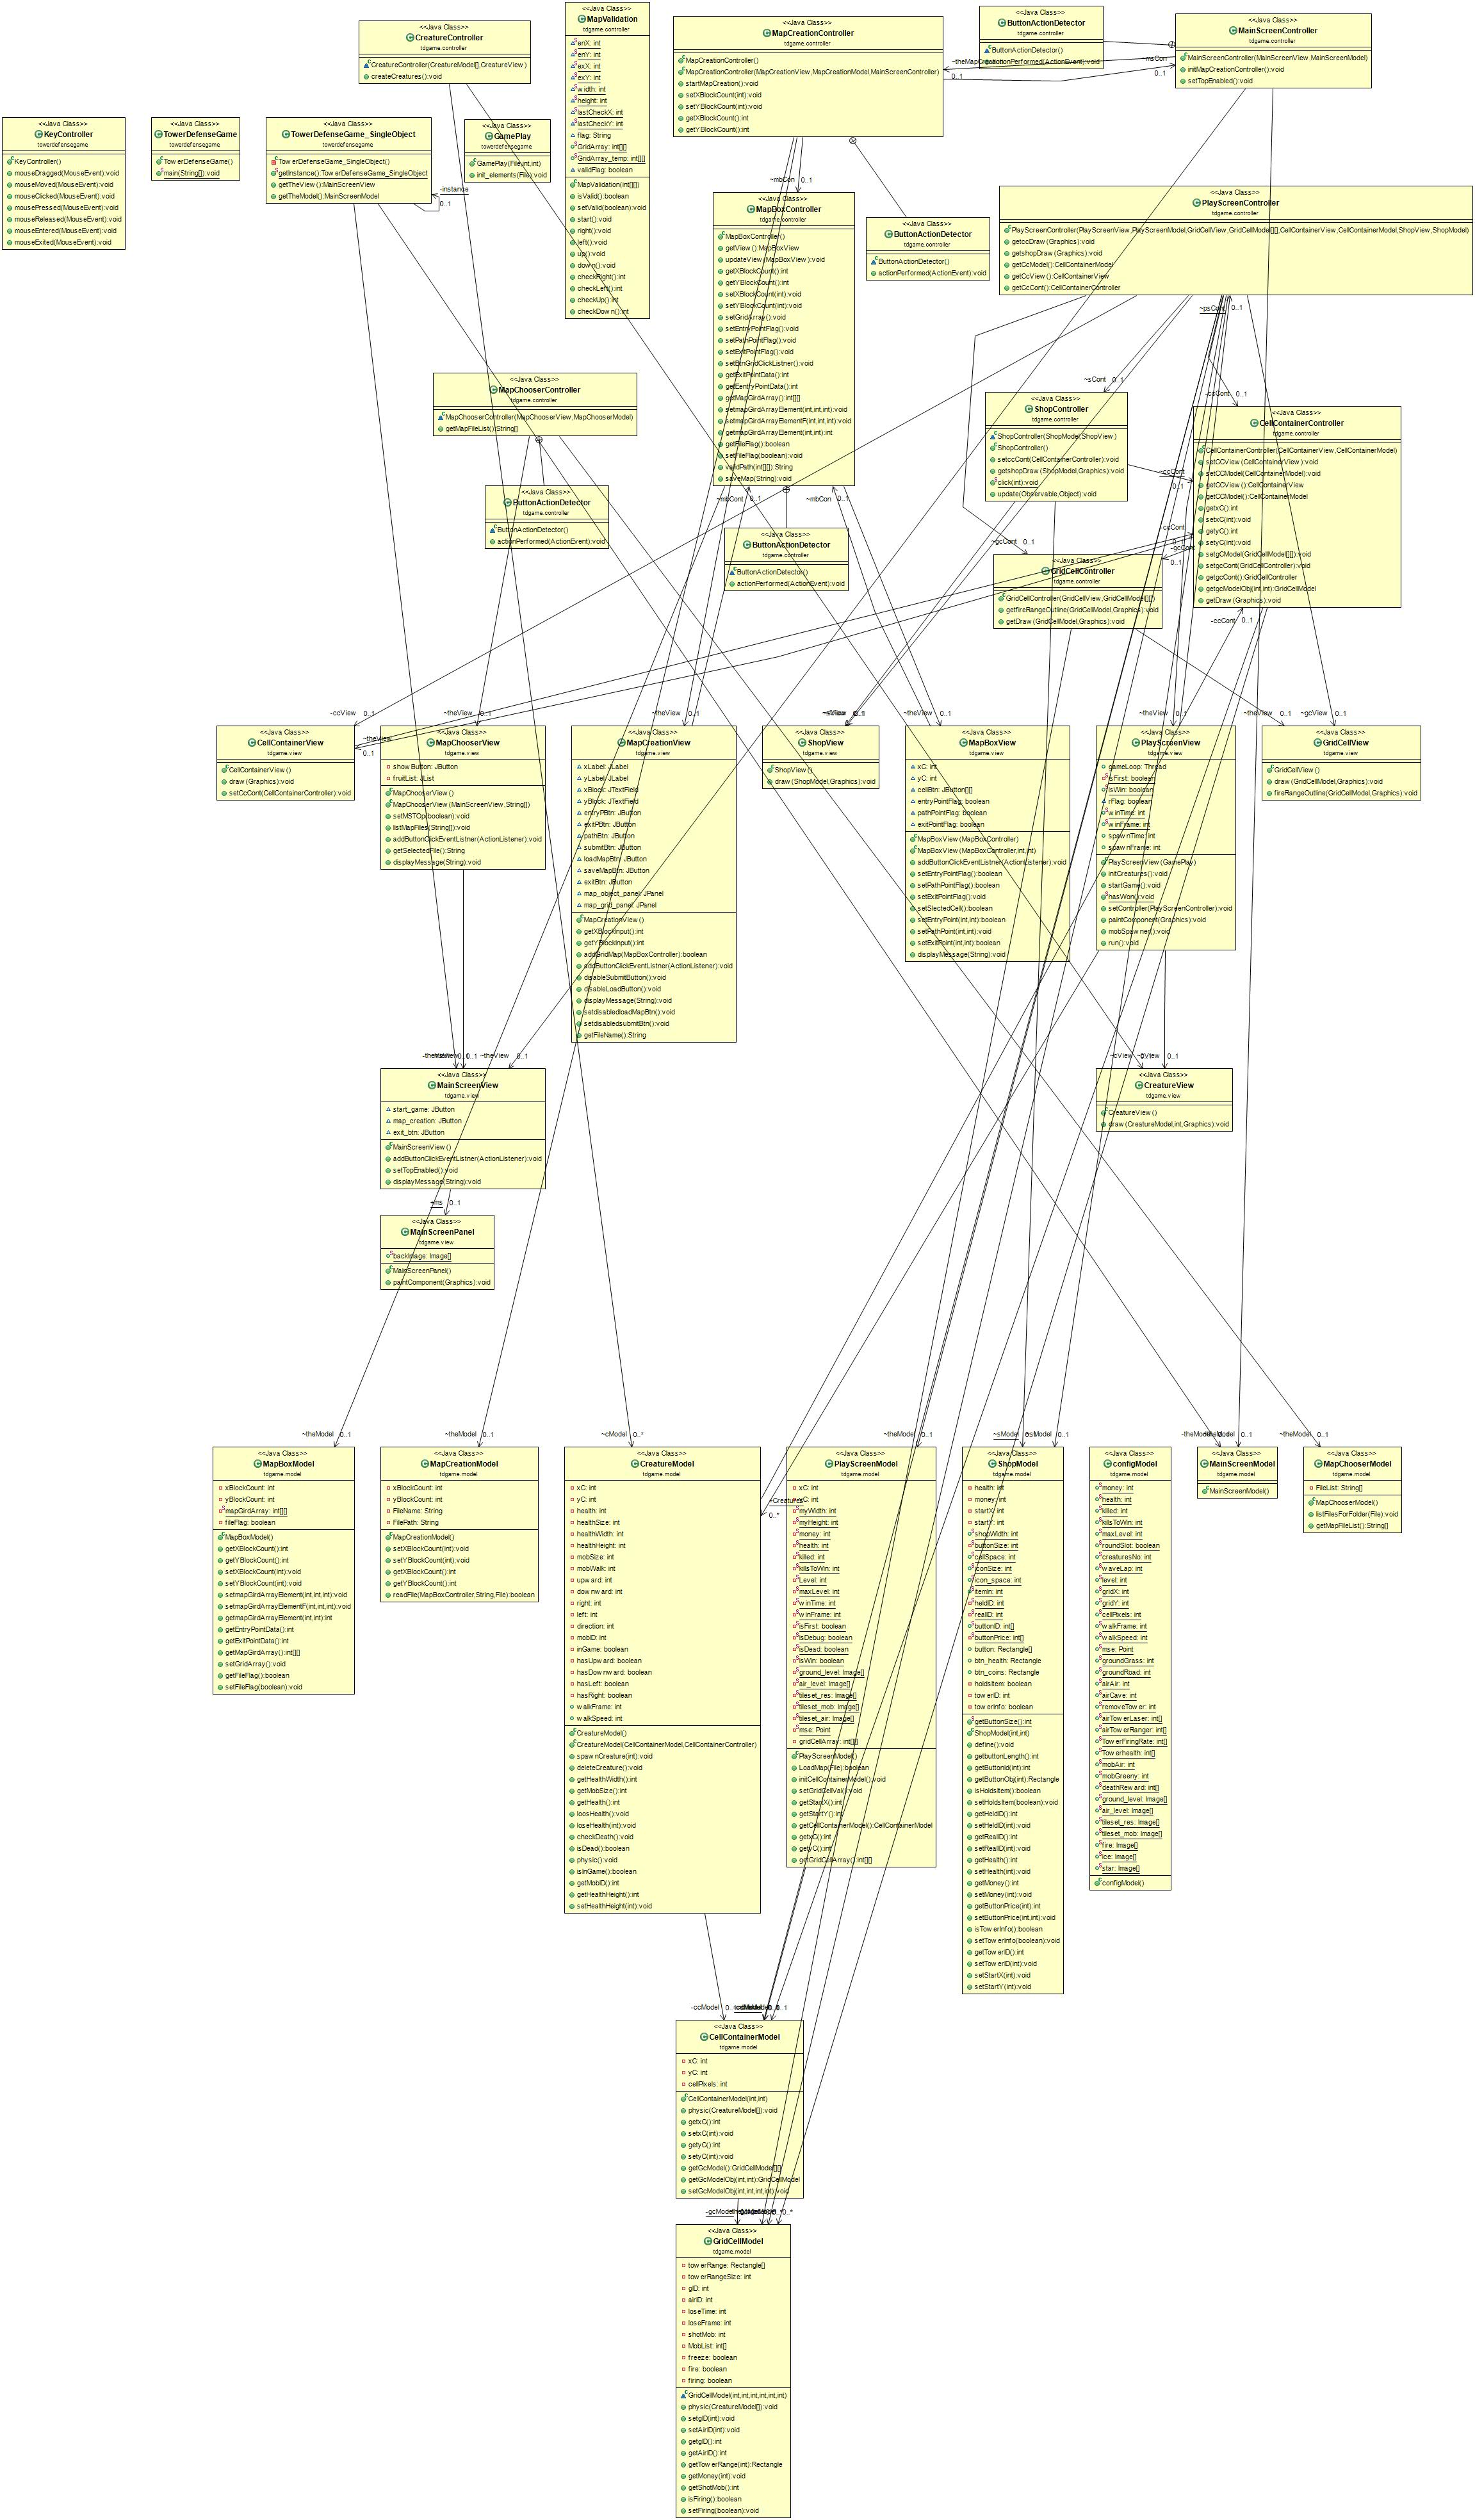 <<Java Class>>
CreatureController
tdgame.controller
CreatureController(CreatureModel[],CreatureView)
createCreatures():void
<<Java Class>>
MapValidation
tdgame.controller
enX: int
enY: int
exX: int
exY: int
width: int
height: int
lastCheckX: int
lastCheckY: int
flag: String
GridArray: int[][]
GridArray_temp: int[][]
validFlag: boolean
MapValidation(int[][])
isValid():boolean
setValid(boolean):void
start():void
right():void
left():void
up():void
down():void
checkRight():int
checkLeft():int
checkUp():int
checkDown():int
<<Java Class>>
MapCreationController
tdgame.controller
MapCreationController()
MapCreationController(MapCreationView,MapCreationModel,MainScreenController)
startMapCreation():void
setXBlockCount(int):void
setYBlockCount(int):void
getXBlockCount():int
getYBlockCount():int
<<Java Class>>
ButtonActionDetector
tdgame.controller
ButtonActionDetector()
actionPerformed(ActionEvent):void
<<Java Class>>
MainScreenController
tdgame.controller
MainScreenController(MainScreenView,MainScreenModel)
initMapCreationController():void
setTopEnabled():void
0..1
~msCon
0..1
<<Java Class>>
KeyController
towerdefensegame
KeyController()
mouseDragged(MouseEvent):void
mouseMoved(MouseEvent):void
mouseClicked(MouseEvent):void
mousePressed(MouseEvent):void
mouseReleased(MouseEvent):void
mouseEntered(MouseEvent):void
mouseExited(MouseEvent):void
<<Java Class>>
TowerDefenseGame
towerdefensegame
TowerDefenseGame()
main(String[]):void
<<Java Class>>
TowerDefenseGame_SingleObject
towerdefensegame
TowerDefenseGame_SingleObject()
getInstance():TowerDefenseGame_SingleObject
getTheView():MainScreenView
getTheModel():MainScreenModel
-instance
0..1
<<Java Class>>
GamePlay
towerdefensegame
GamePlay(File,int,int)
init_elements(File):void
~mbCon
0..1
<<Java Class>>
MapBoxController
tdgame.controller
MapBoxController()
getView():MapBoxView
updateView(MapBoxView):void
getXBlockCount():int
getYBlockCount():int
setXBlockCount(int):void
setYBlockCount(int):void
setGridArray():void
setEntryPointFlag():void
setPathPointFlag():void
setExitPointFlag():void
setBtnGridClickListner():void
getExitPointData():int
getEentryPointData():int
getMapGirdArray():int[][]
setmapGirdArrayElement(int,int,int):void
setmapGirdArrayElementF(int,int,int):void
getmapGirdArrayElement(int,int):int
getFileFlag():boolean
setFileFlag(boolean):void
validPath(int[][]):String
saveMap(String):void
<<Java Class>>
ButtonActionDetector
tdgame.controller
ButtonActionDetector()
actionPerformed(ActionEvent):void
<<Java Class>>
PlayScreenController
tdgame.controller
PlayScreenController(PlayScreenView,PlayScreenModel,GridCellView,GridCellModel[][],CellContainerView,CellContainerModel,ShopView,ShopModel)
getccDraw(Graphics):void
getshopDraw(Graphics):void
getCcModel():CellContainerModel
getCcView():CellContainerView
getCcCont():CellContainerController
~psCont
0..1
<<Java Class>>
MapChooserController
tdgame.controller
MapChooserController(MapChooserView,MapChooserModel)
getMapFileList():String[]
~sCont
0..1
<<Java Class>>
ShopController
tdgame.controller
ShopController(ShopModel,ShopView)
ShopController()
setccCont(CellContainerController):void
getshopDraw(ShopModel,Graphics):void
click(int):void
update(Observable,Object):void
~ccCont
0..1
<<Java Class>>
CellContainerController
tdgame.controller
CellContainerController(CellContainerView,CellContainerModel)
setCCView(CellContainerView):void
setCCModel(CellContainerModel):void
getCCView():CellContainerView
getCCModel():CellContainerModel
getxC():int
setxC(int):void
getyC():int
setyC(int):void
setgCModel(GridCellModel[][]):void
setgcCont(GridCellController):void
getgcCont():GridCellController
getgcModelObj(int,int):GridCellModel
getDraw(Graphics):void
<<Java Class>>
ButtonActionDetector
tdgame.controller
ButtonActionDetector()
actionPerformed(ActionEvent):void
~mbCont
0..1
~mbCon
0..1
<<Java Class>>
ButtonActionDetector
tdgame.controller
ButtonActionDetector()
actionPerformed(ActionEvent):void
~ccCont
0..1
-ccCont
~gcCont
0..1
-gcCont
0..1
<<Java Class>>
GridCellController
tdgame.controller
GridCellController(GridCellView,GridCellModel[][])
getfireRangeOutline(GridCellModel,Graphics):void
getDraw(GridCellModel,Graphics):void
-ccCont
0..1
-ccView
0..1
<<Java Class>>
CellContainerView
tdgame.view
CellContainerView()
draw(Graphics):void
setCcCont(CellContainerController):void
~theView
0..1
~theView
0..1
<<Java Class>>
MapChooserView
tdgame.view
showButton: JButton
fruitList: JList
MapChooserView()
MapChooserView(MainScreenView,String[])
setMSTOp(boolean):void
listMapFiles(String[]):void
addButtonClickEventListner(ActionListener):void
getSelectedFile():String
displayMessage(String):void
~theView
0..1
<<Java Class>>
MapCreationView
tdgame.view
xLabel: JLabel
yLabel: JLabel
xBlock: JTextField
yBlock: JTextField
entryPBtn: JButton
exitPBtn: JButton
pathBtn: JButton
submitBtn: JButton
loadMapBtn: JButton
saveMapBtn: JButton
exitBtn: JButton
map_object_panel: JPanel
map_grid_panel: JPanel
MapCreationView()
getXBlockInput():int
getYBlockInput():int
addGridMap(MapBoxController):boolean
addButtonClickEventListner(ActionListener):void
disableSubmitButton():void
disableLoadButton():void
displayMessage(String):void
setdisabledloadMapBtn():void
setdisabledsubmitBtn():void
getFileName():String
<<Java Class>>
ShopView
tdgame.view
ShopView()
draw(ShopModel,Graphics):void
~theView
0..1
<<Java Class>>
MapBoxView
tdgame.view
xC: int
yC: int
cellBtn: JButton[][]
entryPointFlag: boolean
pathPointFlag: boolean
exitPointFlag: boolean
MapBoxView(MapBoxController)
MapBoxView(MapBoxController,int,int)
addButtonClickEventListner(ActionListener):void
setEntryPointFlag():boolean
setPathPointFlag():boolean
setExitPointFlag():void
setSlectedCell():boolean
setEntryPoint(int,int):boolean
setPathPoint(int,int):void
setExitPoint(int,int):boolean
displayMessage(String):void
~theView
0..1
<<Java Class>>
PlayScreenView
tdgame.view
gameLoop: Thread
isFirst: boolean
isWin: boolean
rFlag: boolean
winTime: int
winFrame: int
spawnTime: int
spawnFrame: int
PlayScreenView(GamePlay)
initCreatures():void
startGame():void
hasWon():void
setController(PlayScreenController):void
paintComponent(Graphics):void
mobSpawner():void
run():void
~theView
0..1
~gcView
0..1
<<Java Class>>
GridCellView
tdgame.view
GridCellView()
draw(GridCellModel,Graphics):void
fireRangeOutline(GridCellModel,Graphics):void
~theView
0..1
<<Java Class>>
MainScreenView
tdgame.view
start_game: JButton
map_creation: JButton
exit_btn: JButton
MainScreenView()
addButtonClickEventListner(ActionListener):void
setTopEnabled():void
displayMessage(String):void
~cView
0..1
<<Java Class>>
CreatureView
tdgame.view
CreatureView()
draw(CreatureModel,int,Graphics):void
~ms
0..1
<<Java Class>>
MainScreenPanel
tdgame.view
backImage: Image[]
MainScreenPanel()
paintComponent(Graphics):void
~theModel
0..1
<<Java Class>>
MapBoxModel
tdgame.model
xBlockCount: int
yBlockCount: int
mapGirdArray: int[][]
fileFlag: boolean
MapBoxModel()
getXBlockCount():int
getYBlockCount():int
setXBlockCount(int):void
setYBlockCount(int):void
setmapGirdArrayElement(int,int,int):void
setmapGirdArrayElementF(int,int,int):void
getmapGirdArrayElement(int,int):int
getEntryPointData():int
getExitPointData():int
getMapGirdArray():int[][]
setGridArray():void
getFileFlag():boolean
setFileFlag(boolean):void
~theModel
0..1
<<Java Class>>
MapCreationModel
tdgame.model
xBlockCount: int
yBlockCount: int
FileName: String
FilePath: String
MapCreationModel()
setXBlockCount(int):void
setYBlockCount(int):void
getXBlockCount():int
getYBlockCount():int
readFile(MapBoxController,String,File):boolean
~cModel
0..*
<<Java Class>>
CreatureModel
tdgame.model
xC: int
yC: int
health: int
healthSize: int
healthWidth: int
healthHeight: int
mobSize: int
mobWalk: int
upward: int
downward: int
right: int
left: int
direction: int
mobID: int
inGame: boolean
hasUpward: boolean
hasDownward: boolean
hasLeft: boolean
hasRight: boolean
walkFrame: int
walkSpeed: int
CreatureModel()
CreatureModel(CellContainerModel,CellContainerController)
spawnCreature(int):void
deleteCreature():void
getHealthWidth():int
getMobSize():int
getHealth():int
loosHealth():void
loseHealth(int):void
checkDeath():void
isDead():boolean
physic():void
isInGame():boolean
getMobID():int
getHealthHeight():int
setHealthHeight(int):void
+Creatures
0..*
~theModel
0..1
<<Java Class>>
PlayScreenModel
tdgame.model
xC: int
yC: int
myWidth: int
myHeight: int
money: int
health: int
killed: int
killsToWin: int
Level: int
maxLevel: int
winTime: int
winFrame: int
isFirst: boolean
isDebug: boolean
isDead: boolean
isWin: boolean
ground_level: Image[]
air_level: Image[]
tileset_res: Image[]
tileset_mob: Image[]
tileset_air: Image[]
mse: Point
gridCellArray: int[][]
PlayScreenModel()
LoadMap(File):boolean
initCellContainerModel():void
setGridCellVal():void
getStartX():int
getStartY():int
getCellContainerModel():CellContainerModel
getxC():int
getyC():int
getGridCellArray():int[][]
~sModel
0..1
<<Java Class>>
ShopModel
tdgame.model
health: int
money: int
startX: int
startY: int
shopWidth: int
buttonSize: int
cellSpace: int
iconSize: int
icon_space: int
itemIn: int
heldID: int
realID: int
buttonID: int[]
buttonPrice: int[]
button: Rectangle[]
btn_health: Rectangle
btn_coins: Rectangle
holdsItem: boolean
towerID: int
towerInfo: boolean
getButtonSize():int
ShopModel(int,int)
define():void
getbuttonLength():int
getButtonId(int):int
getButtonObj(int):Rectangle
isHoldsItem():boolean
setHoldsItem(boolean):void
getHeldID():int
setHeldID(int):void
getRealID():int
setRealID(int):void
getHealth():int
setHealth(int):void
getMoney():int
setMoney(int):void
getButtonPrice(int):int
setButtonPrice(int,int):void
isTowerInfo():boolean
setTowerInfo(boolean):void
getTowerID():int
setTowerID(int):void
setStartX(int):void
setStartY(int):void
<<Java Class>>
configModel
tdgame.model
money: int
health: int
killed: int
killsToWin: int
maxLevel: int
roundSlot: boolean
creaturesNo: int
waveLap: int
level: int
gridX: int
gridY: int
cellPixels: int
walkFrame: int
walkSpeed: int
mse: Point
groundGrass: int
groundRoad: int
airAir: int
airCave: int
removeTower: int
airTowerLaser: int[]
airTowerRanger: int[]
TowerFiringRate: int[]
Towerhealth: int[]
mobAir: int
mobGreeny: int
deathReward: int[]
ground_level: Image[]
air_level: Image[]
tileset_res: Image[]
tileset_mob: Image[]
fire: Image[]
ice: Image[]
star: Image[]
configModel()
<<Java Class>>
MainScreenModel
tdgame.model
MainScreenModel()
~theModel
0..1
<<Java Class>>
MapChooserModel
tdgame.model
FileList: String[]
MapChooserModel()
listFilesForFolder(File):void
getMapFileList():String[]
-ccModel
0..1
<<Java Class>>
CellContainerModel
tdgame.model
xC: int
yC: int
cellPixels: int
CellContainerModel(int,int)
physic(CreatureModel[]):void
getxC():int
setxC(int):void
getyC():int
setyC(int):void
getGcModel():GridCellModel[][]
getGcModelObj(int,int):GridCellModel
setGcModelObj(int,int,int,int):void
-gcModel
0..*
<<Java Class>>
GridCellModel
tdgame.model
towerRange: Rectangle[]
towerRangeSize: int
gID: int
airID: int
loseTime: int
loseFrame: int
shotMob: int
MobList: int[]
freeze: boolean
fire: boolean
firing: boolean
GridCellModel(int,int,int,int,int,int)
physic(CreatureModel[]):void
setgID(int):void
setAirID(int):void
getgID():int
getAirID():int
getTowerRange(int):Rectangle
getMoney(int):void
getShotMob():int
isFiring():boolean
setFiring(boolean):void